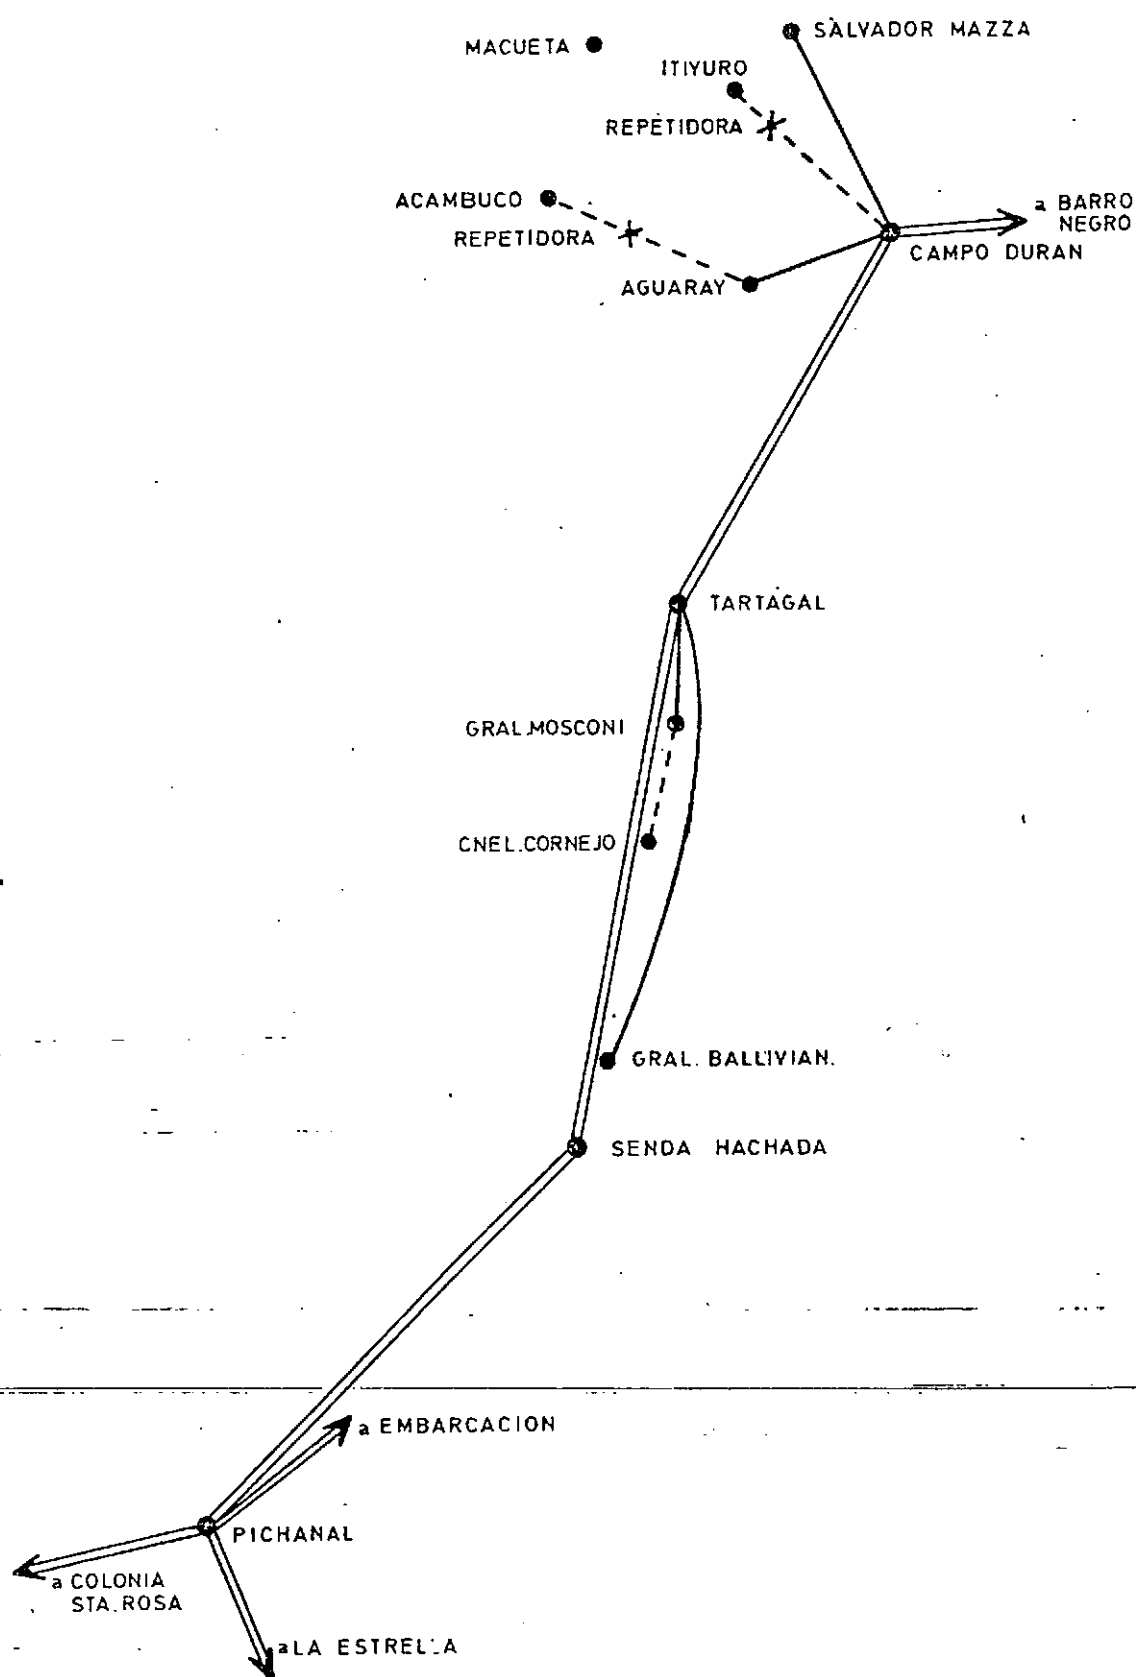 SALVADOR MAZZA
MACUETA
ITIYURO
REPETIDORA
ACAMBUCO
a BARRO
NEGRO
REPETIDORA
CAMPO DURAN
AGUARAY
TARTAGAL
GRAL.MOSCONI
CNEL.CORNEJO
GRAL. BALLIVIAN.
SENDA HACHADA
a EMBARCACION
PICHANAL
a COLONIA
STA. ROSA
a LA ESTRELLA